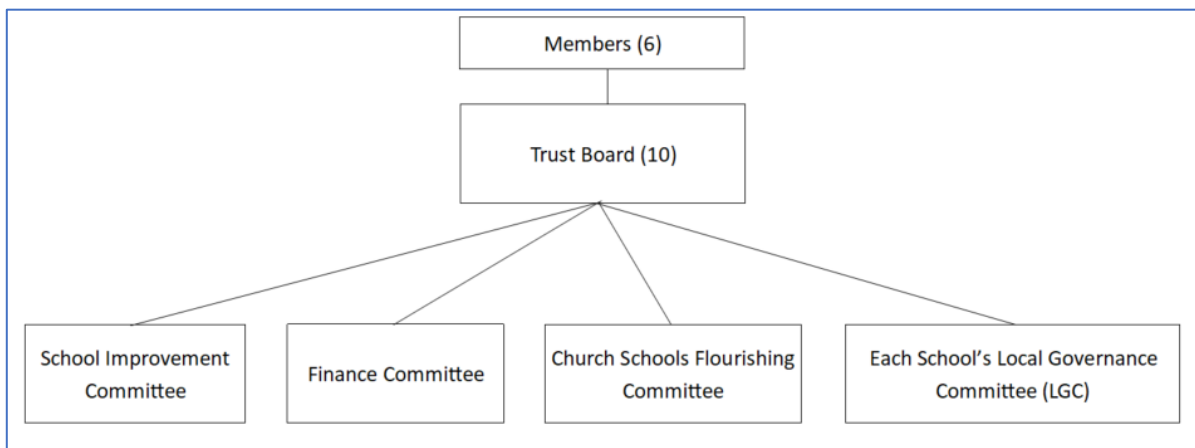 Members (6)
Trust Board (10)
School Improvement
Committee
Finance Committee
Church Schools Flourishing
Committee
Each School’s Local Governance
Committee (LGC)